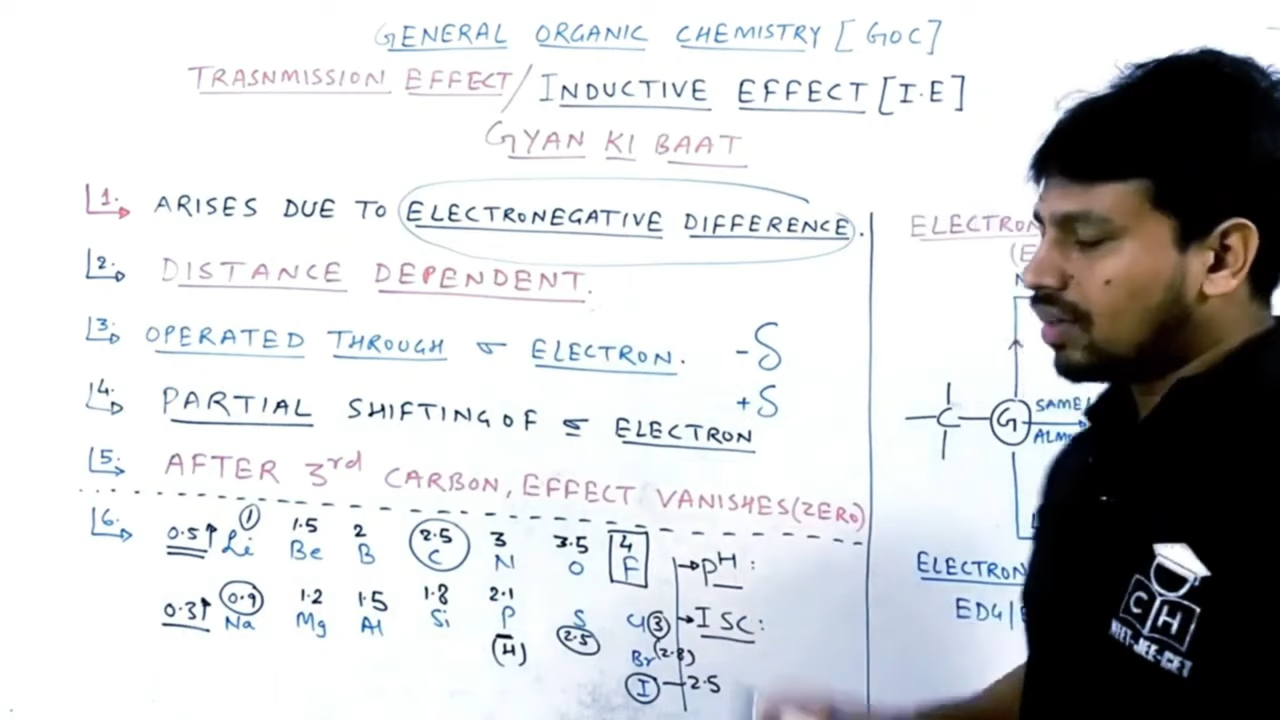 GENERAL ORGANIC CHEMISTRY [GOC]
TRASNMISSION EFFECT/INDUCTIVE EFFECT [I.E]
GYAN KI BAAT
1. ARISES DUE TO ELECTRONEGATIVE DIFFERENCE.
2. DISTANCE DEPENDENT.
3. OPERATED THROUGH σ ELECTRON. -δ
4. PARTIAL SHIFTING OF σ ELECTRON +δ
5. AFTER 3rd CARBON, EFFECT VANISHES (ZERO)
6. 0.5↑ 1 1.5 2 2.5 3 3.5 4
Li Be B C N O F
0.3↑ 0.9 1.2 1.5 1.8 2.1
Na Mg Al Si P S Cl 3
(H) 2.5
Br (2.8)
I — 2.5
→ PH :
→ ISC :
ELECTRON
(E
N
C G SAME/
ALM
ELECTRON
EDG/
CH
NEET-JEE-CET